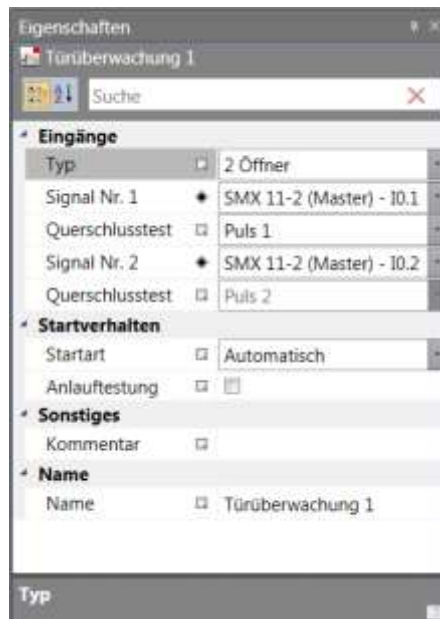 Eigenschaften
Türüberwachung 1
Suche
Eingänge
Typ 2 Öffner
Signal Nr. 1 SMX 11-2 (Master) - I0.1
Querschlusstest Puls 1
Signal Nr. 2 SMX 11-2 (Master) - I0.2
Querschlusstest Puls 2
Startverhalten
Startart Automatisch
Anlauftestung
Sonstiges
Kommentar
Name
Name Türüberwachung 1
Typ